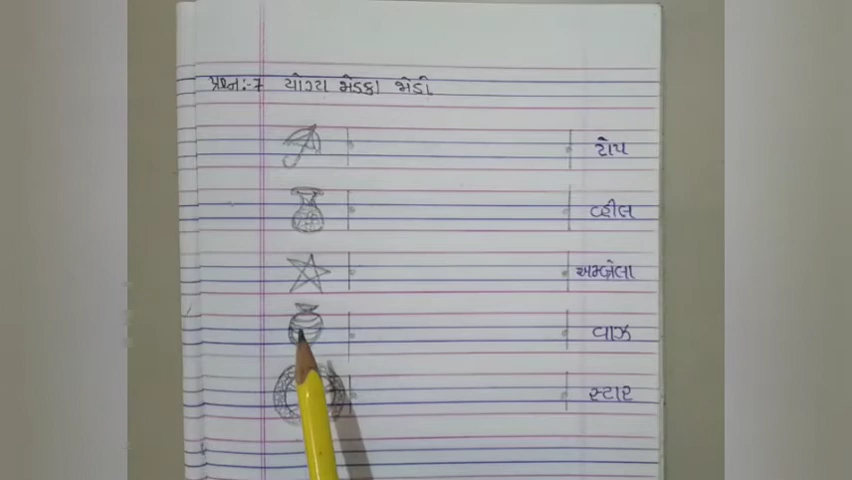 પ્રશ્ન:-7 યોગ્ય જોડકા જોડો
ટોપ
વ્હીલ
અમ્બ્રેલા
વાઝ
સ્ટાર